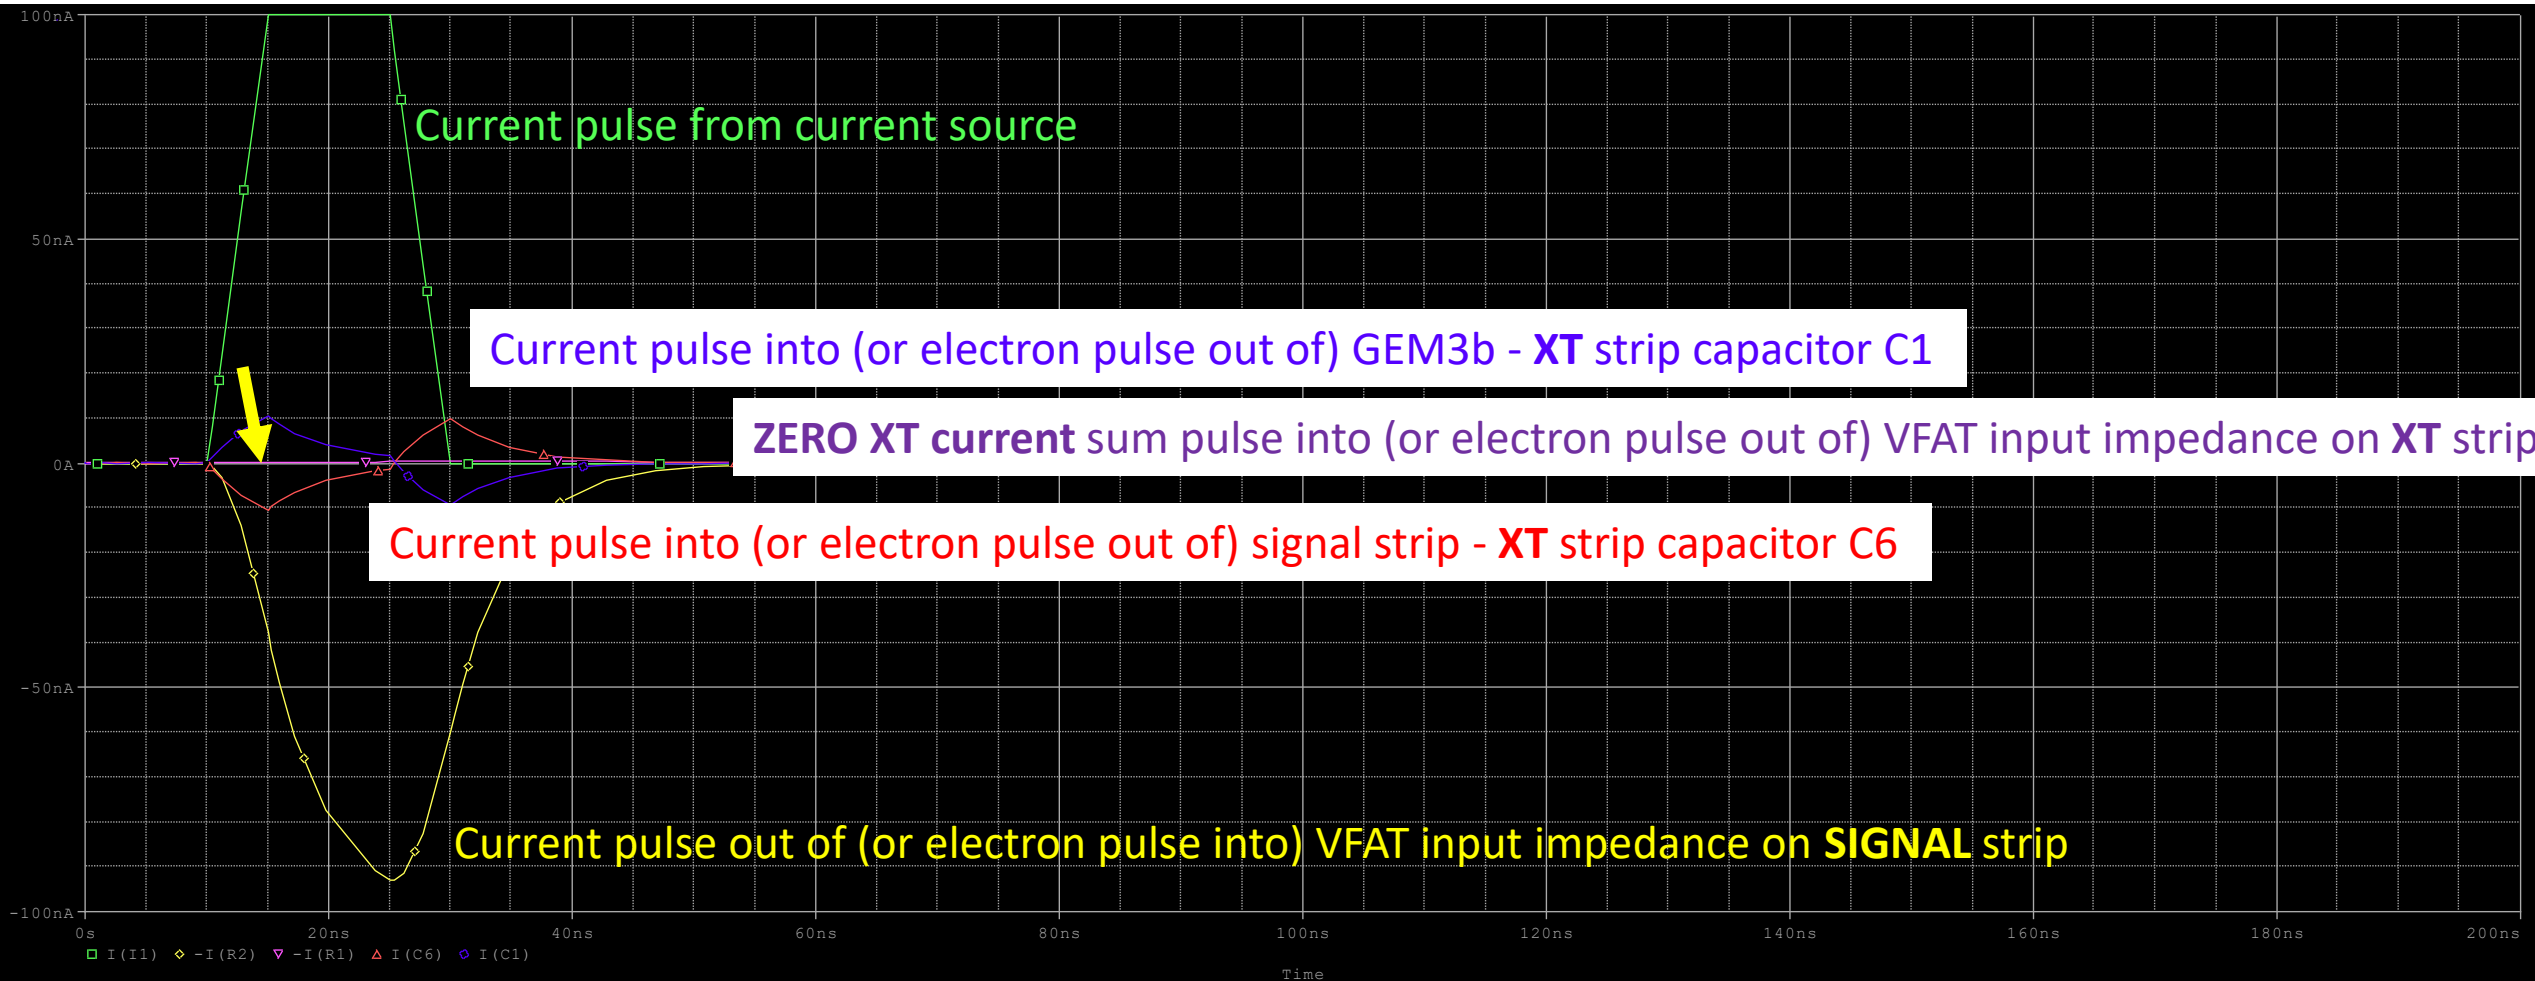 100nA
Current pulse from current source
50nA
Current pulse into (or electron pulse out of) GEM3b - XT strip capacitor C1
ZERO XT current sum pulse into (or electron pulse out of) VFAT input impedance on XT strip
0A
Current pulse into (or electron pulse out of) signal strip - XT strip capacitor C6
-50nA
Current pulse out of (or electron pulse into) VFAT input impedance on SIGNAL strip
-100nA
0s 20ns 40ns 60ns 80ns 100ns 120ns 140ns 160ns 180ns 200ns
I(I1) -I(R2) -I(R1) I(C6) I(C1)
Time